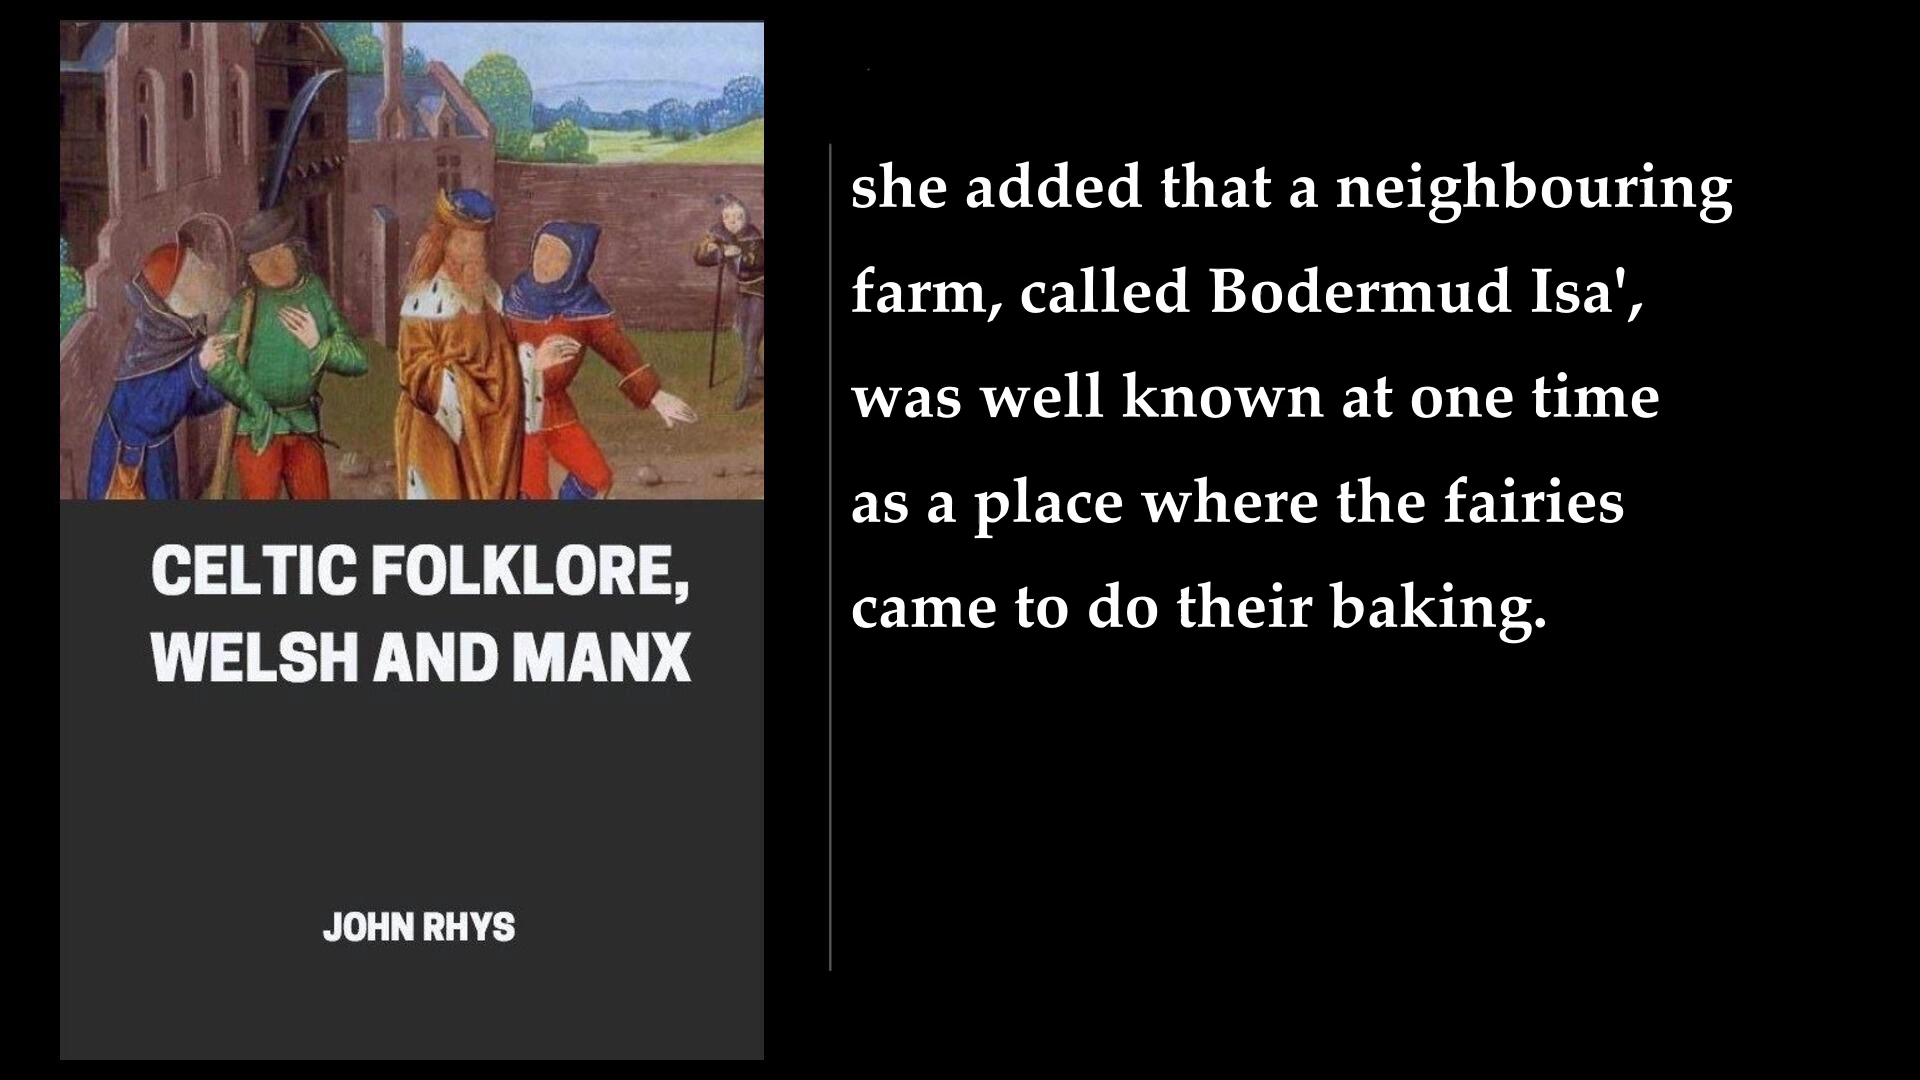 CELTIC FOLKLORE,
WELSH AND MANX
JOHN RHYS
she added that a neighbouring
farm, called Bodermud Isa',
was well known at one time
as a place where the fairies
came to do their baking.